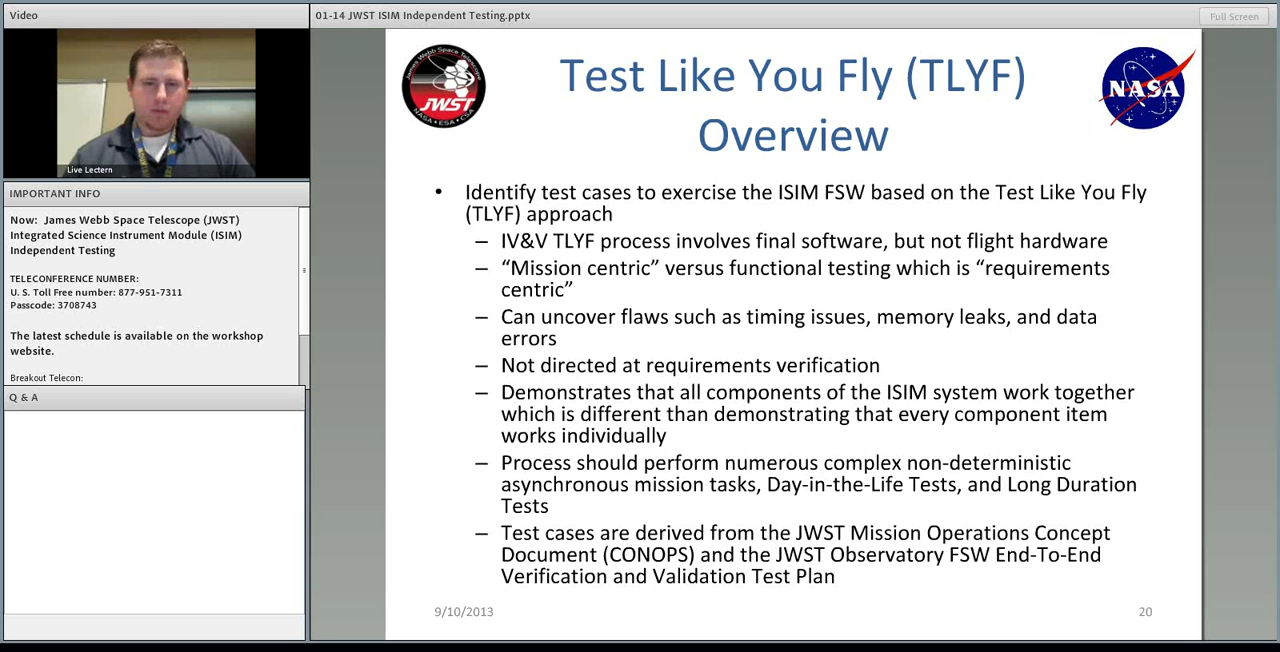 Video
01-14 JWST ISIM Independent Testing.pptx
Full Screen
Live Lectern
IMPORTANT INFO
Now: James Webb Space Telescope (JWST)
Integrated Science Instrument Module (ISIM)
Independent Testing
TELECONFERENCE NUMBER:
U. S. Toll Free number: 877-951-7311
Passcode: 3708743
The latest schedule is available on the workshop
website.
Breakout Telecon:
Q & A
James Webb Space Telescope
JWST
NASA • ESA • CSA
Test Like You Fly (TLYF)
Overview
NASA
• Identify test cases to exercise the ISIM FSW based on the Test Like You Fly
(TLYF) approach
– IV&V TLYF process involves final software, but not flight hardware
– “Mission centric” versus functional testing which is “requirements
centric”
– Can uncover flaws such as timing issues, memory leaks, and data
errors
– Not directed at requirements verification
– Demonstrates that all components of the ISIM system work together
which is different than demonstrating that every component item
works individually
– Process should perform numerous complex non-deterministic
asynchronous mission tasks, Day-in-the-Life Tests, and Long Duration
Tests
– Test cases are derived from the JWST Mission Operations Concept
Document (CONOPS) and the JWST Observatory FSW End-To-End
Verification and Validation Test Plan
9/10/2013
20